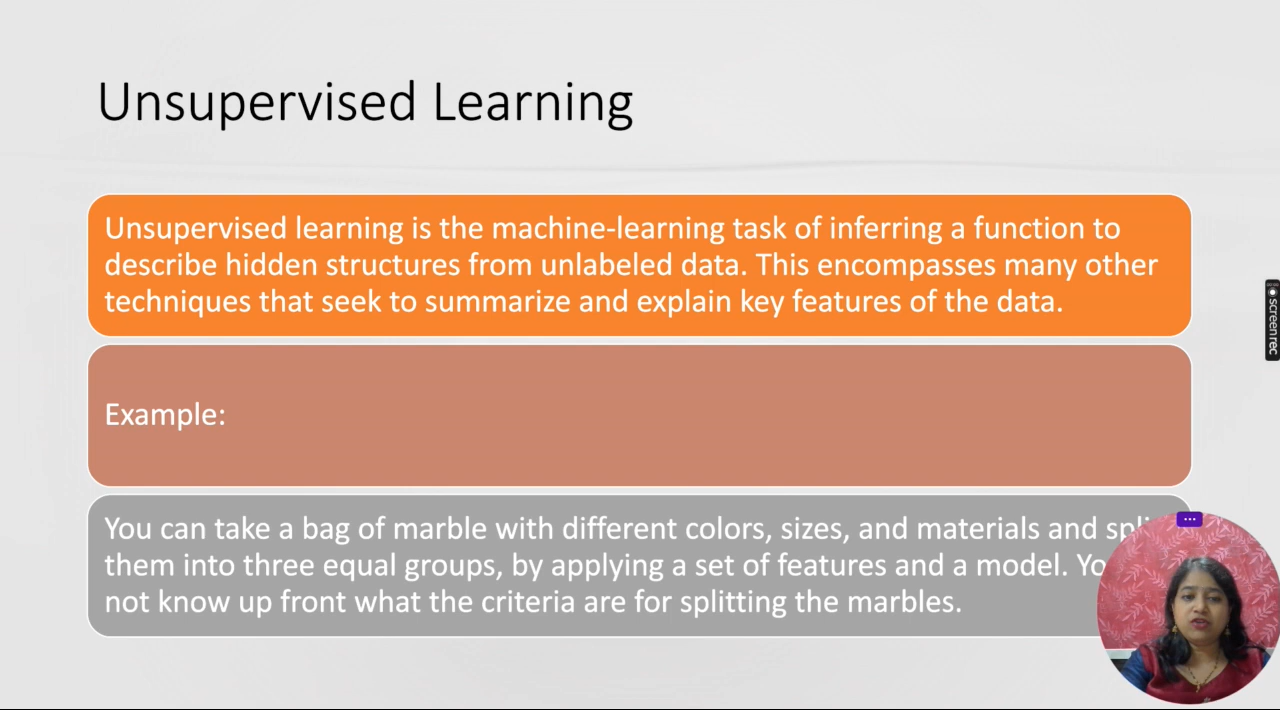 Unsupervised Learning
Unsupervised learning is the machine-learning task of inferring a function to
describe hidden structures from unlabeled data. This encompasses many other
techniques that seek to summarize and explain key features of the data.
Example:
You can take a bag of marble with different colors, sizes, and materials and
them into three equal groups, by applying a set of features and a model.
not know up front what the criteria are for splitting the marbles.
screenrec